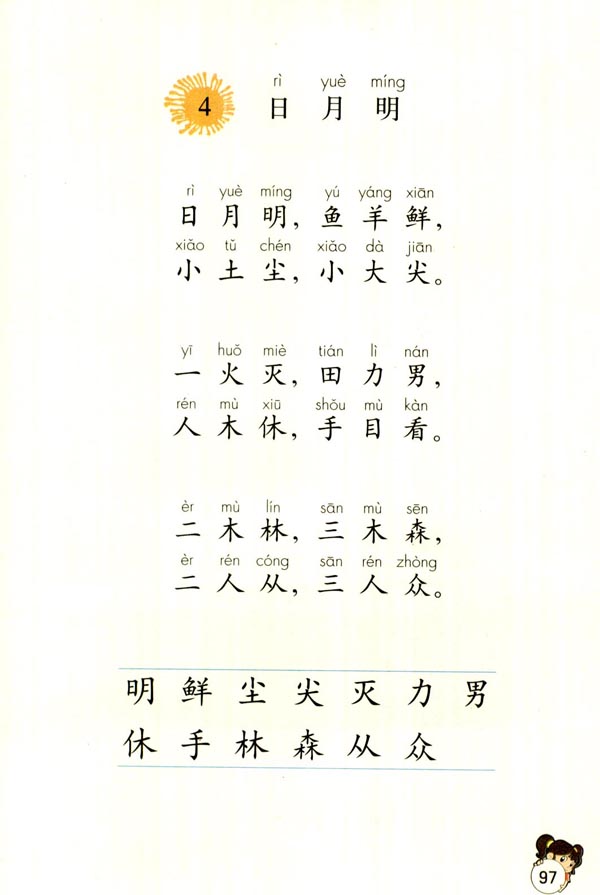 rì yuè míng
4 日 月 明
rì yuè míng yú yáng xiān
日 月 明，鱼 羊 鲜，
xiǎo tǔ chén xiǎo dà jiān
小 土 尘，小 大 尖。
yī huǒ miè tián lì nán
一 火 灭，田 力 男，
rén mù xiū shǒu mù kàn
人 木 休，手 目 看。
èr mù lín sān mù sēn
二 木 林，三 木 森，
èr rén cóng sān rén zhòng
二 人 从，三 人 众。
明 鲜 尘 尖 灭 力 男
休 手 林 森 从 众
97